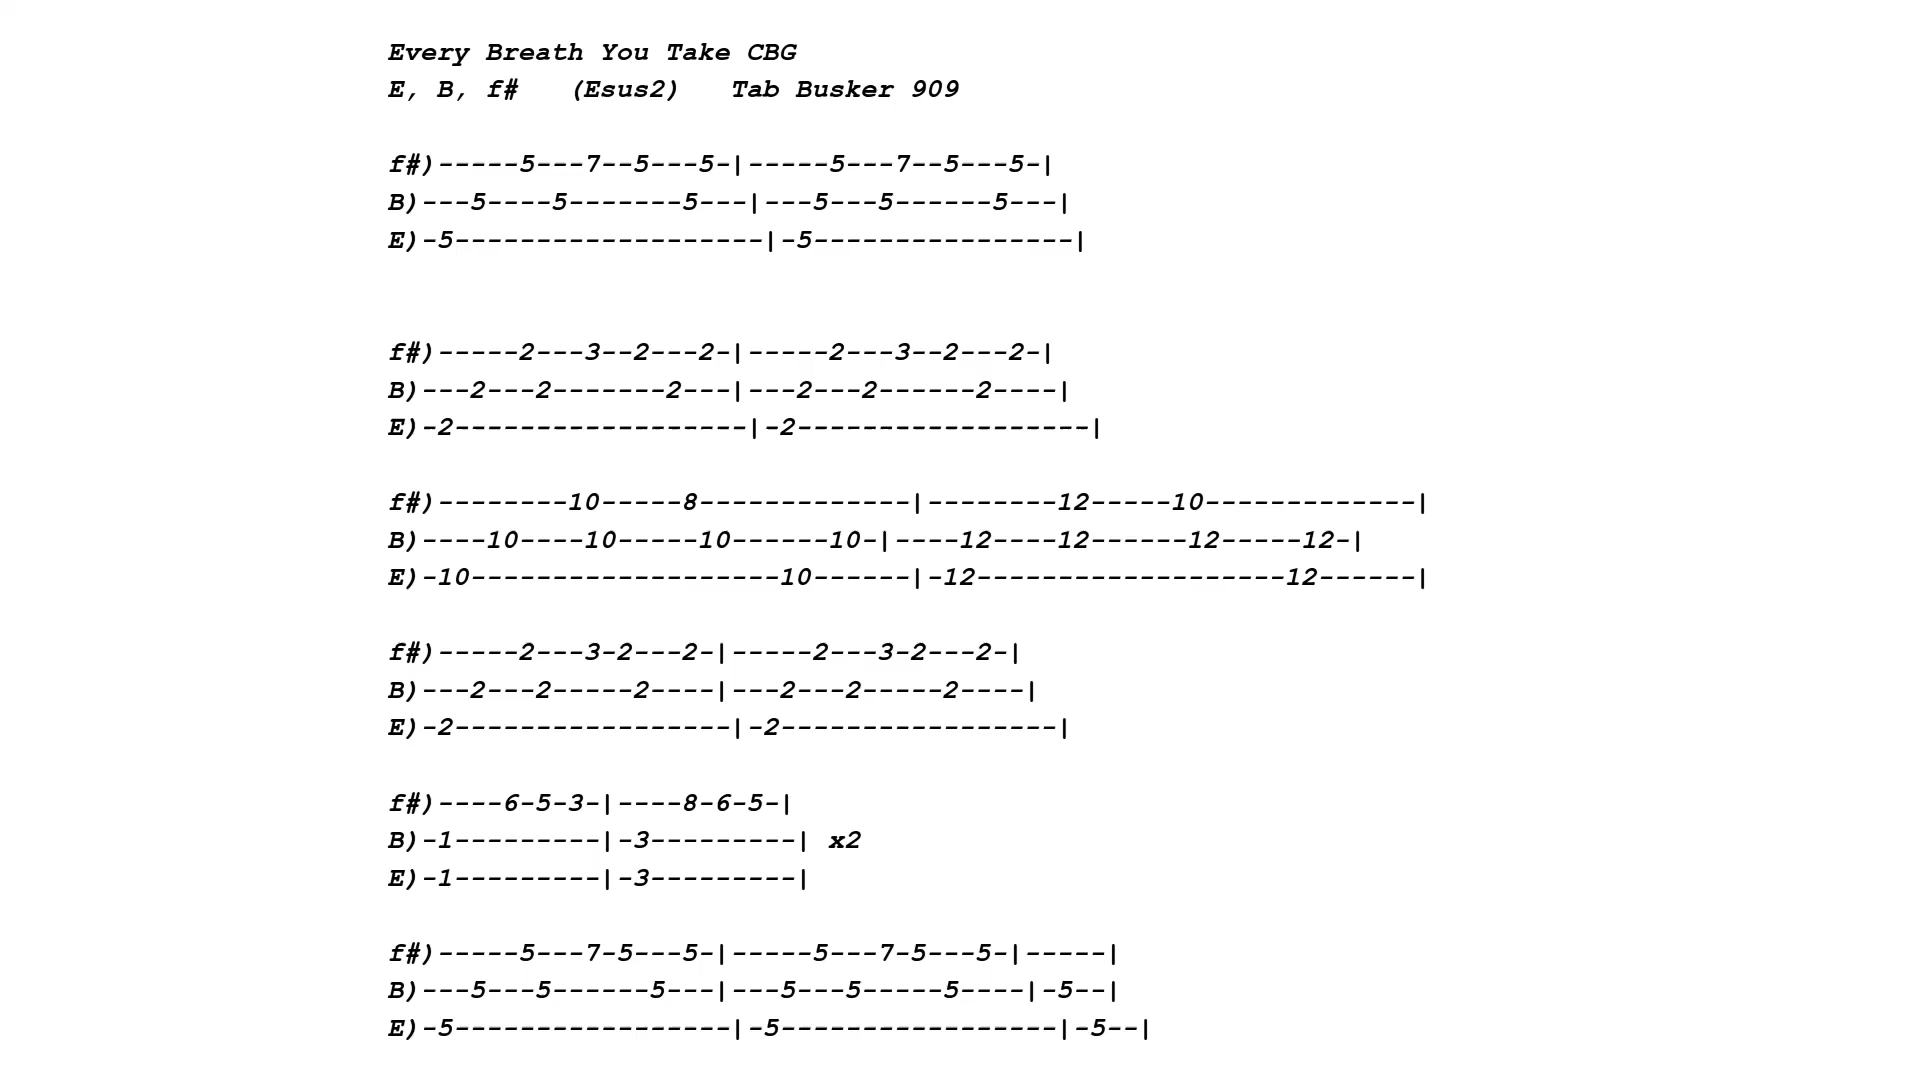 Every Breath You Take CBG
E, B, f#   (Esus2)   Tab Busker 909
f#)-----5---7--5---5-|-----5---7--5---5-|
B)---5----5-------5---|---5---5------5---|
E)-5-------------------|-5----------------|
f#)-----2---3--2---2-|-----2---3--2---2-|
B)---2---2-------2---|---2---2------2----|
E)-2------------------|-2------------------|
f#)--------10-----8-------------|--------12-----10-------------|
B)----10----10-----10------10-|----12----12------12-----12-|
E)-10-------------------10------|-12-------------------12------|
f#)-----2---3-2---2-|-----2---3-2---2-|
B)---2---2-----2----|---2---2-----2----|
E)-2-----------------|-2-----------------|
f#)----6-5-3-|----8-6-5-|
B)-1---------|-3---------| x2
E)-1---------|-3---------|
f#)-----5---7-5---5-|-----5---7-5---5-|-----|
B)---5---5------5---|---5---5-----5----|-5--|
E)-5-----------------|-5-----------------|-5--|